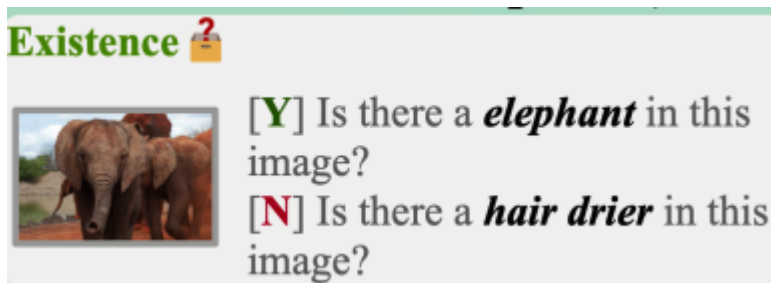 Existence
[Y] Is there a elephant in this
image?
[N] Is there a hair drier in this
image?